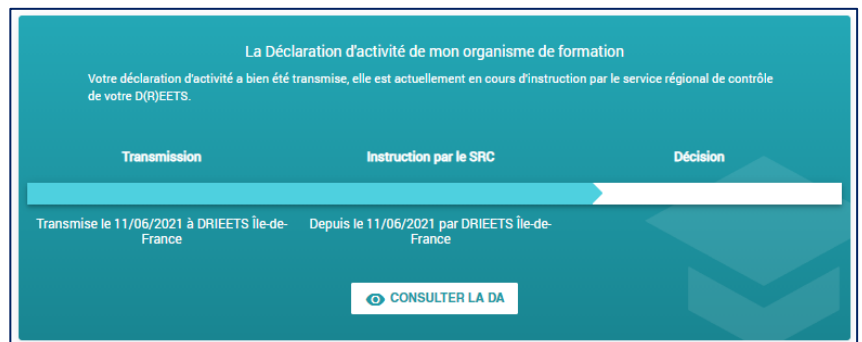 La Déclaration d'activité de mon organisme de formation
Votre déclaration d'activité a bien été transmise, elle est actuellement en cours d'instruction par le service régional de contrôle
de votre D(R)EETS.
Transmission
Instruction par le SRC
Décision
Transmise le 11/06/2021 à DRIEETS Île-de-
France
Depuis le 11/06/2021 par DRIEETS Île-de-
France
CONSULTER LA DA